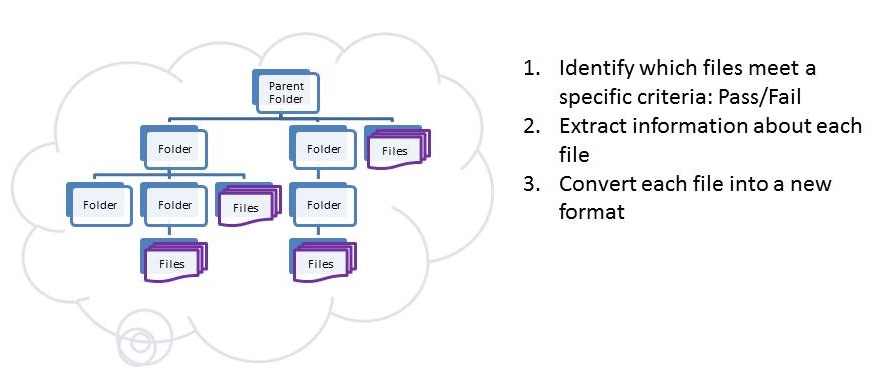 Parent
Folder
Folder
Folder
Files
Folder
Folder
Files
Folder
Files
Files
1. Identify which files meet a
specific criteria: Pass/Fail
2. Extract information about each
file
3. Convert each file into a new
format